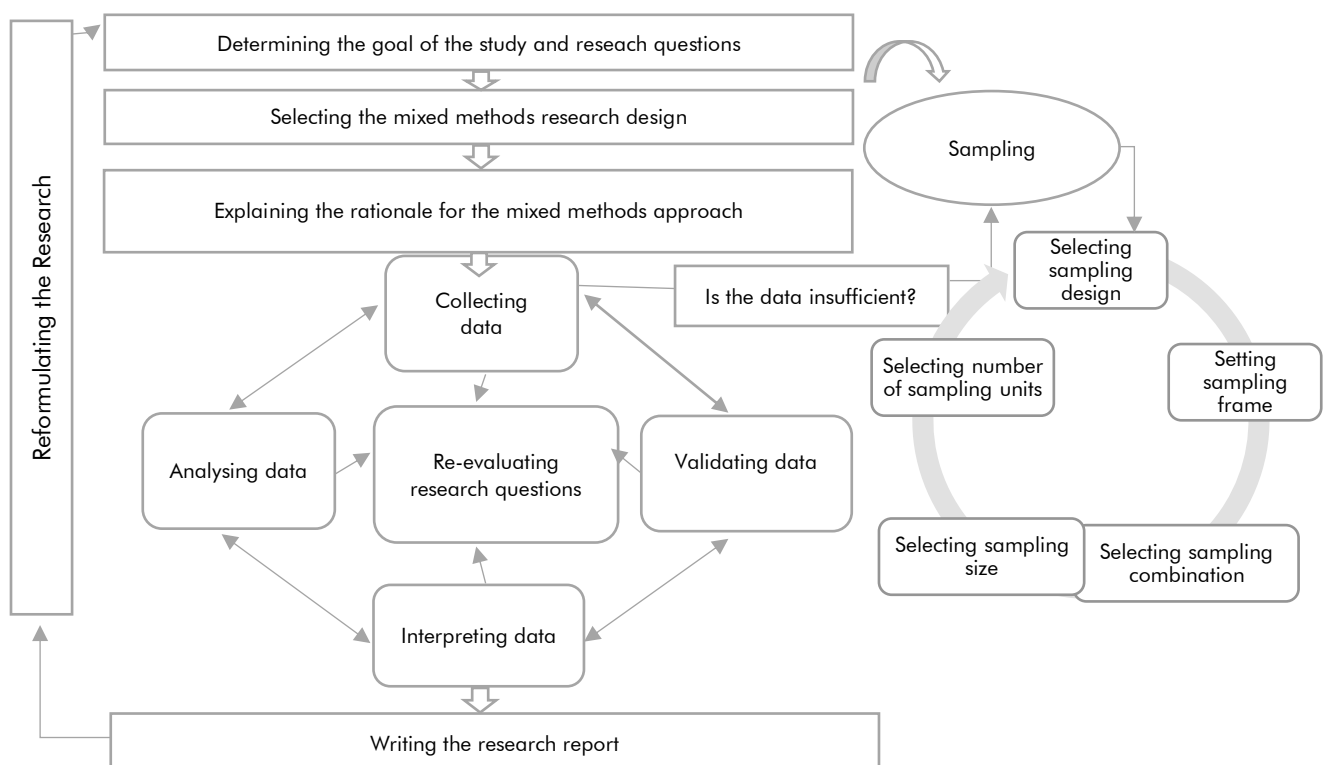 Determining the goal of the study and reseach questions
Selecting the mixed methods research design
Explaining the rationale for the mixed methods approach
Reformulating the Research
Collecting
data
Is the data insufficient?
Analysing data
Re-evaluating
research questions
Validating data
Interpreting data
Writing the research report
Sampling
Selecting
sampling
design
Setting
sampling
frame
Selecting sampling
combination
Selecting sampling
size
Selecting number
of sampling units